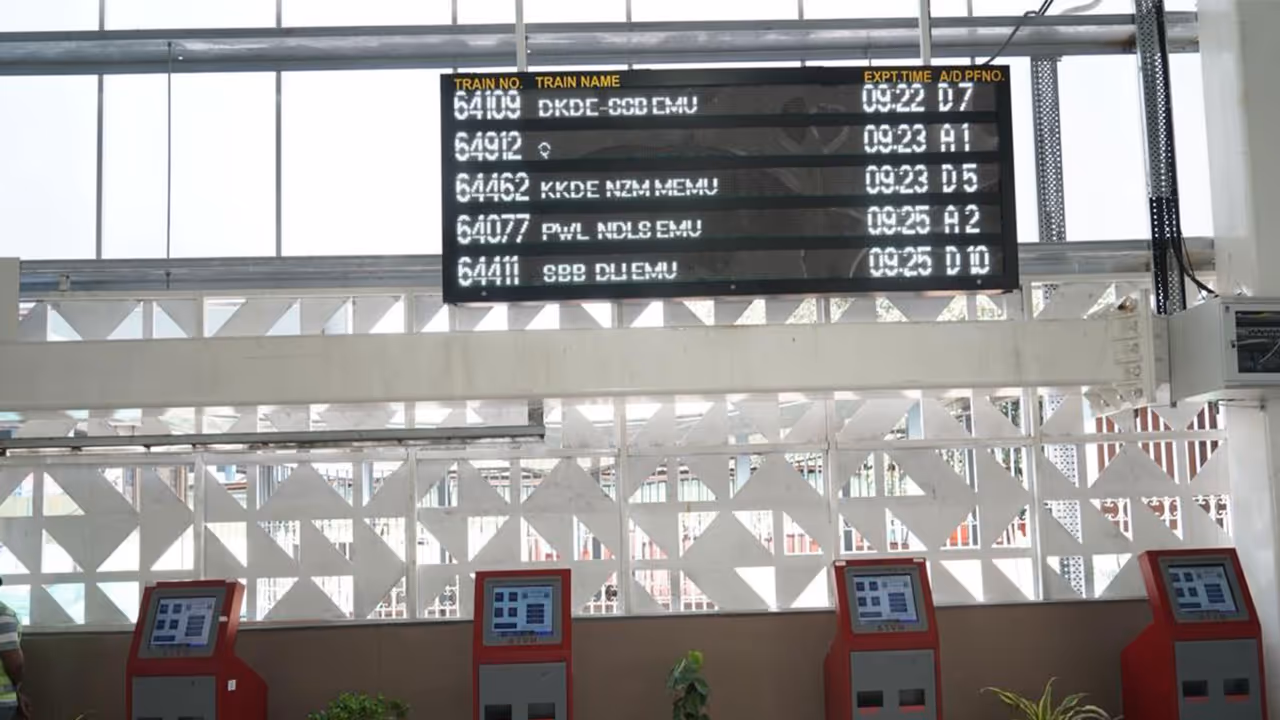 TRAIN NO. TRAIN NAME EXPT.TIME A/D PFNO.
64109 DKDE-SSB EMU 09:22 D 7
64912 09:23 A 1
64462 KKDE NZM MEMU 09:23 D 5
64077 PWL NDLS EMU 09:25 A 2
64411 SBB DLI EMU 09:25 D 10